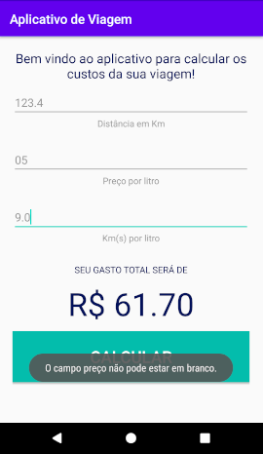 Aplicativo de Viagem
Bem vindo ao aplicativo para calcular os
custos da sua viagem!
123.4
Distância em Km
05
Preço por litro
9.0
Km(s) por litro
SEU GASTO TOTAL SERÁ DE
R$ 61.70
CALCULAR
O campo preço não pode estar em branco.